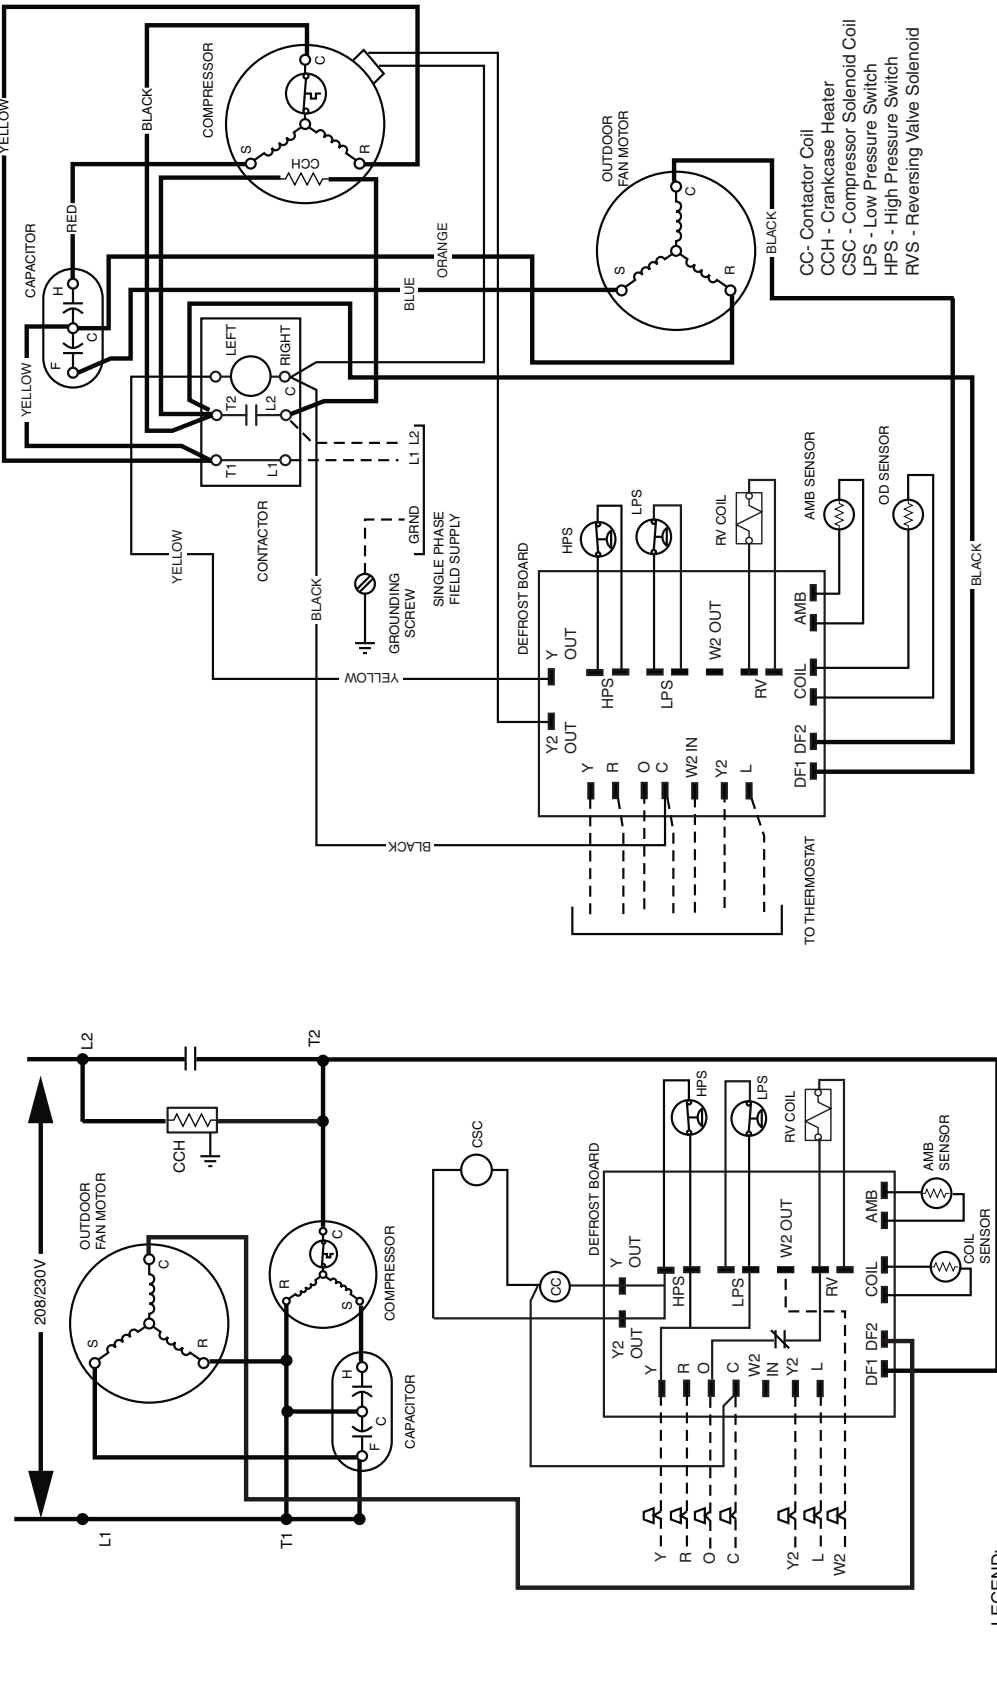 YELLOW
BLACK
COMPRESSOR
C
S
CCH
R
CAPACITOR
RED
H
C
F
YELLOW
ORANGE
BLUE
OUTDOOR
FAN MOTOR
S
C
R
BLACK
LEFT
RIGHT
T2
L2
C
T1
L1
CONTACTOR
L2
L1
GRND
SINGLE PHASE
FIELD SUPPLY
GROUNDING
SCREW
YELLOW
BLACK
YELLOW
BLACK
BLACK
CC- Contactor Coil
CCH - Crankcase Heater
CSC - Compressor Solenoid Coil
LPS - Low Pressure Switch
HPS - High Pressure Switch
RVS - Reversing Valve Solenoid
DEFROST BOARD
HPS
LPS
RV COIL
AMB SENSOR
OD SENSOR
Y
OUT
Y2
OUT
HPS
LPS
W2 OUT
RV
AMB
COIL
DF2
DF1
Y
R
O
C
W2 IN
Y2
L
TO THERMOSTAT
L2
T2
208/230V
L1
T1
CCH
OUTDOOR
FAN MOTOR
S
C
R
COMPRESSOR
C
R
S
CAPACITOR
H
C
F
CSC
CC
DEFROST BOARD
HPS
LPS
RV COIL
AMB
SENSOR
COIL
SENSOR
Y
OUT
Y2
OUT
HPS
LPS
W2 OUT
RV
AMB
COIL
DF2
DF1
Y
R
O
C
W2
IN
Y2
L
Y
R
O
C
Y2
L
W2
LEGEND: